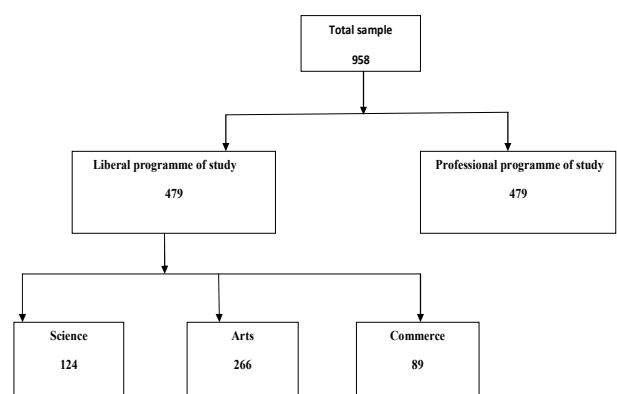 Total sample
958
Liberal programme of study
479
Professional programme of study
479
Science
124
Arts
266
Commerce
89